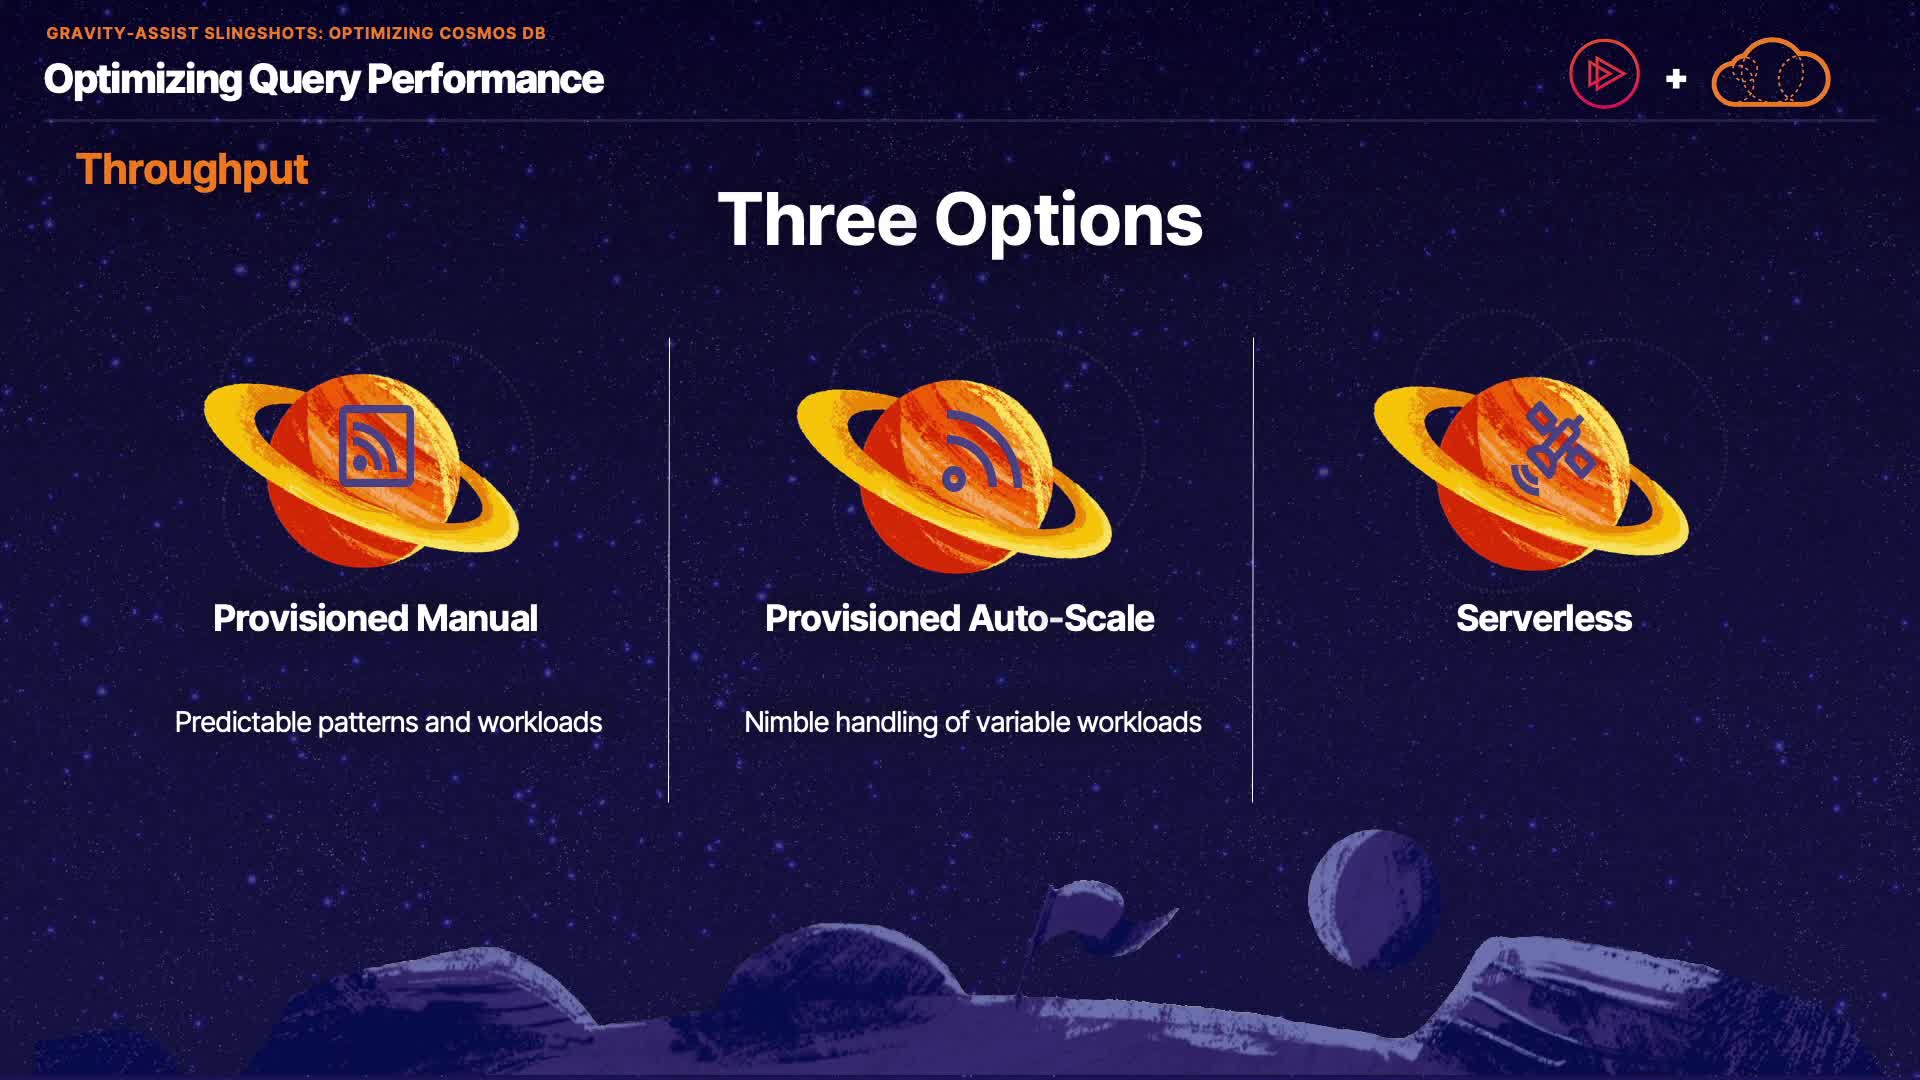 GRAVITY-ASSIST SLINGSHOTS: OPTIMIZING COSMOS DB
Optimizing Query Performance
Throughput
Three Options
Provisioned Manual
Provisioned Auto-Scale
Serverless
Predictable patterns and workloads
Nimble handling of variable workloads